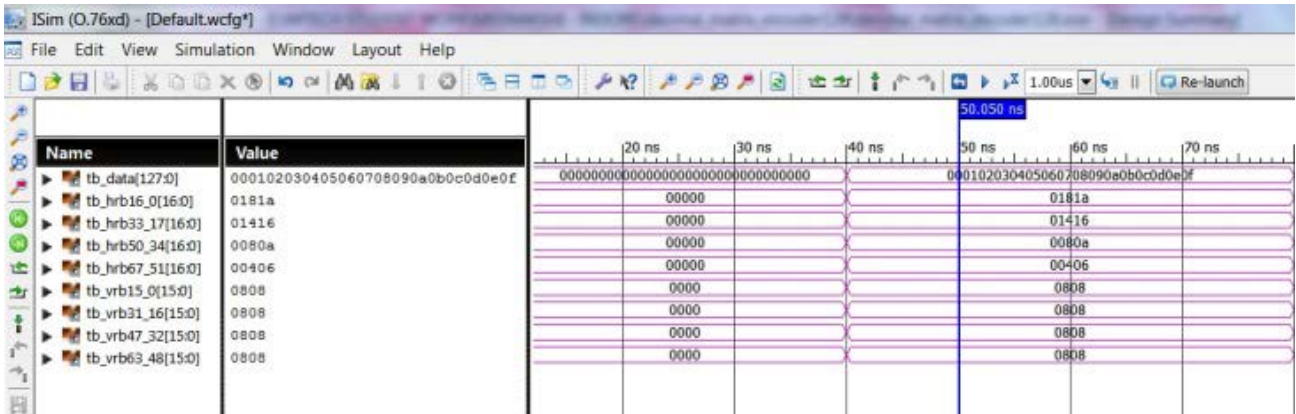 ISim (O.76xd) - [Default.wcfg*]
File Edit View Simulation Window Layout Help
1.00us Re-launch
50.050 ns
Name Value 20 ns 30 ns 40 ns 50 ns 60 ns 70 ns
tb_data[127:0] 000102030405060708090a0b0c0d0e0f 00000000000000000000000000000000 000102030405060708090a0b0c0d0e0f
tb_hrb16_0[16:0] 0181a 00000 0181a
tb_hrb33_17[16:0] 01416 00000 01416
tb_hrb50_34[16:0] 0080a 00000 0080a
tb_hrb67_51[16:0] 00406 00000 00406
tb_vrb15_0[15:0] 0808 0000 0808
tb_vrb31_16[15:0] 0808 0000 0808
tb_vrb47_32[15:0] 0808 0000 0808
tb_vrb63_48[15:0] 0808 0000 0808